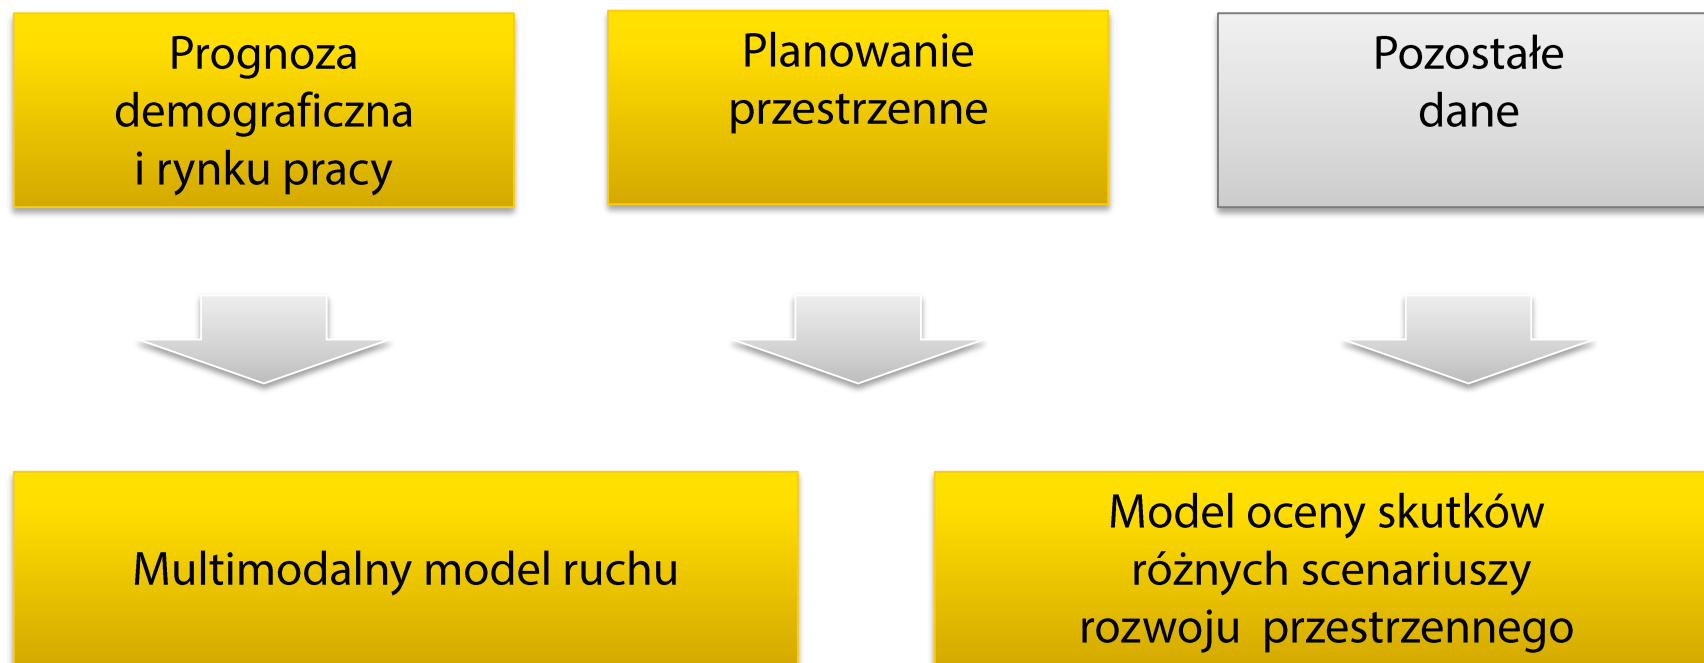 Prognoza
demograficzna
i rynku pracy
Planowanie
przestrzenne
Pozostałe
dane
Multimodalny model ruchu
Model oceny skutków
różnych scenariuszy
rozwoju przestrzennego